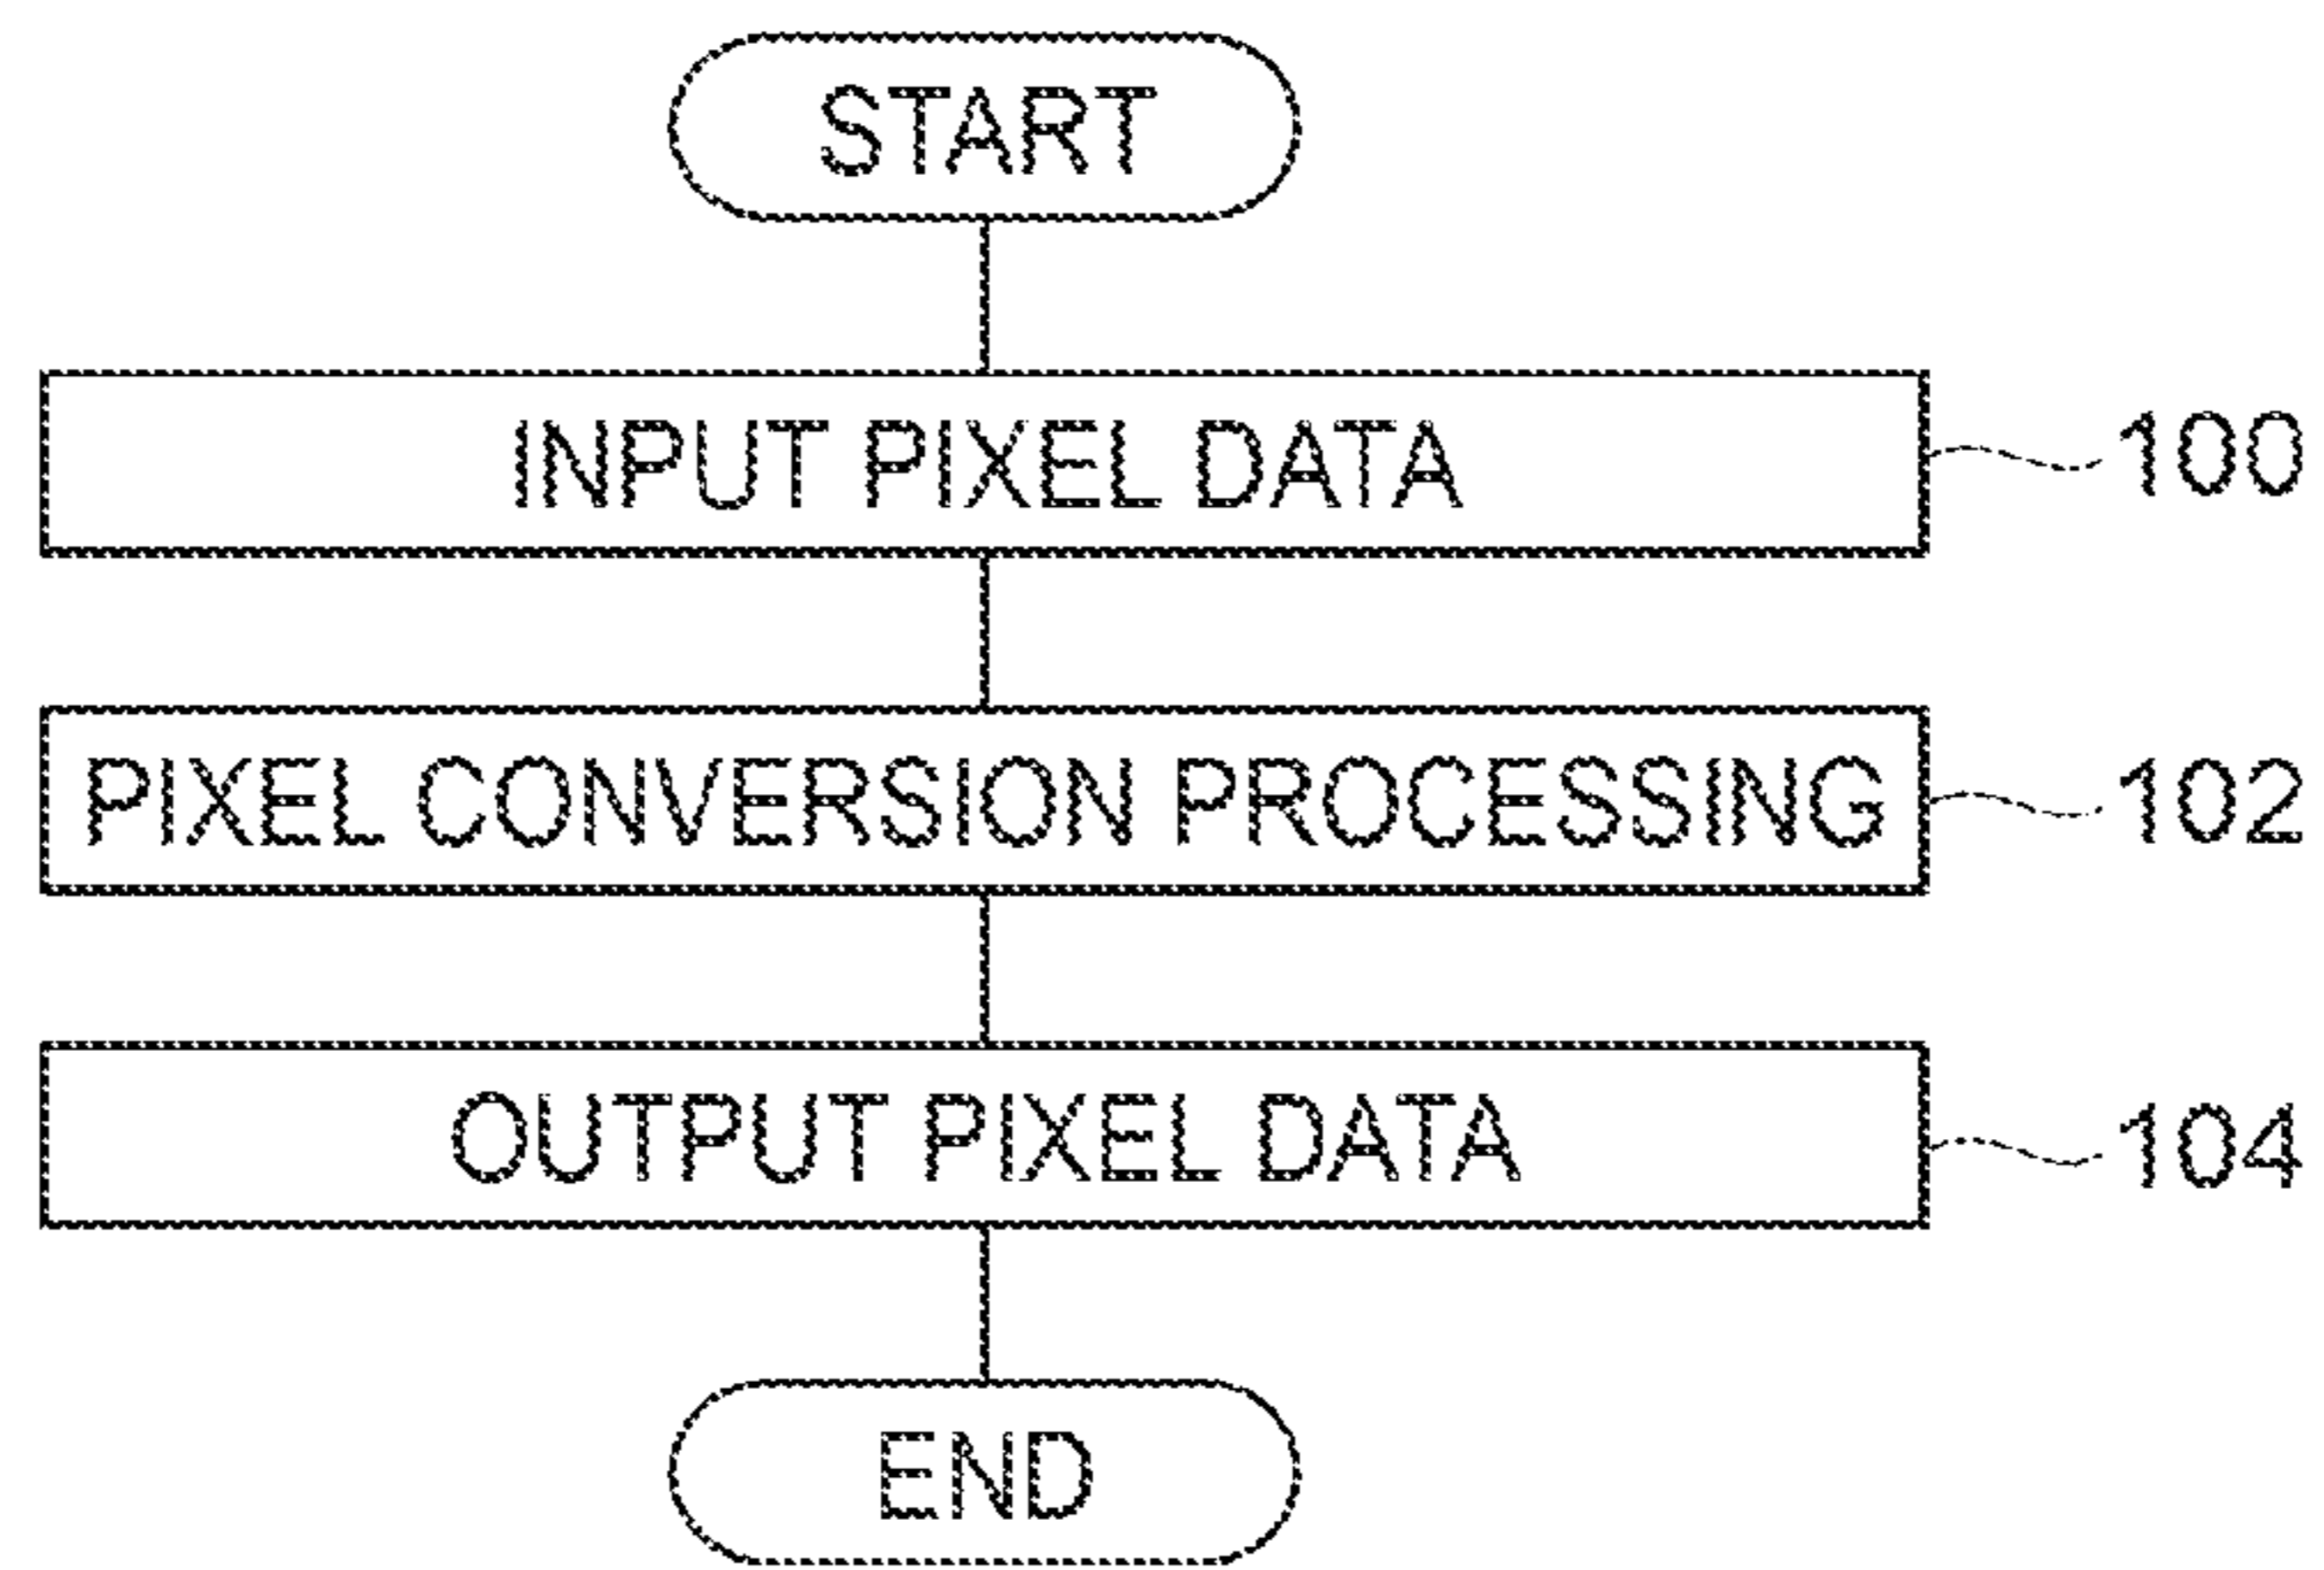 START
INPUT PIXEL DATA
100
PIXEL CONVERSION PROCESSING
102
OUTPUT PIXEL DATA
104
END